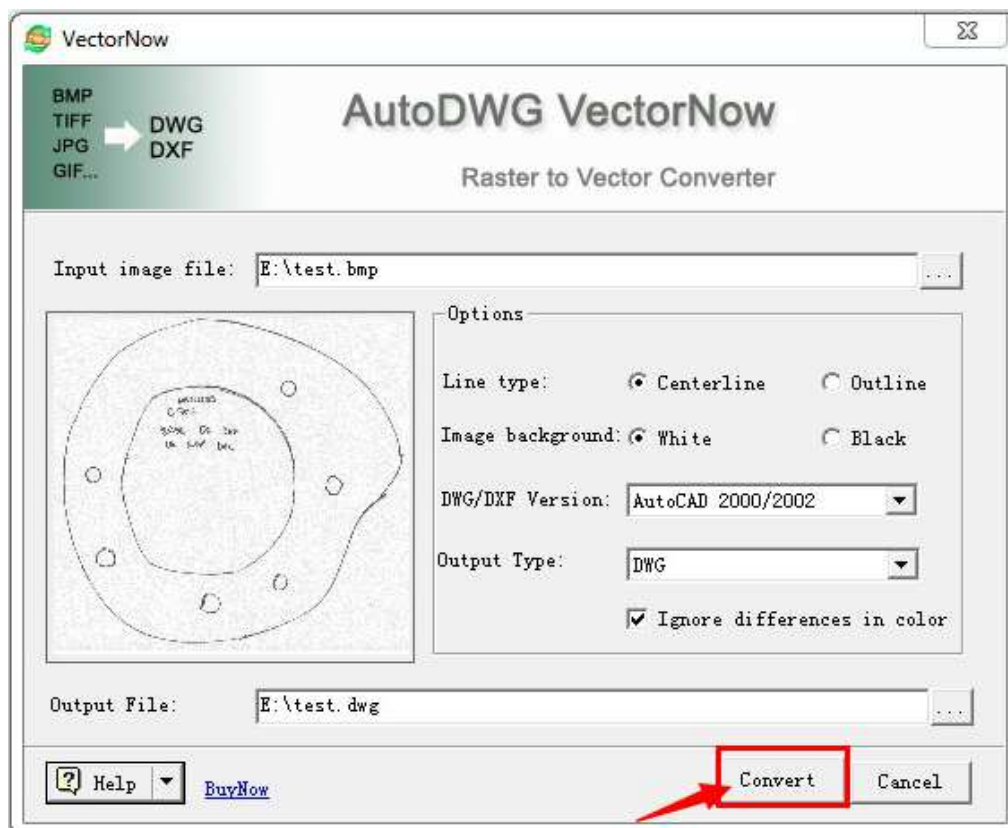 VectorNow
BMP
TIFF
JPG
GIF...
DWG
DXF
AutoDWG VectorNow
Raster to Vector Converter
Input image file: E:\test.bmp ...
Options
Line type: Centerline Outline
Image background: White Black
DWG/DXF Version: AutoCAD 2000/2002
Output Type: DWG
Ignore differences in color
Output File: E:\test.dwg ...
Help BuyNow Convert Cancel